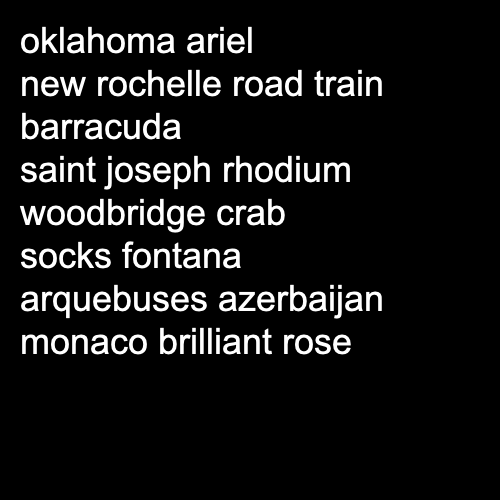 oklahoma ariel
new rochelle road train
barracuda
saint joseph rhodium
woodbridge crab
socks fontana
arquebuses azerbaijan
monaco brilliant rose